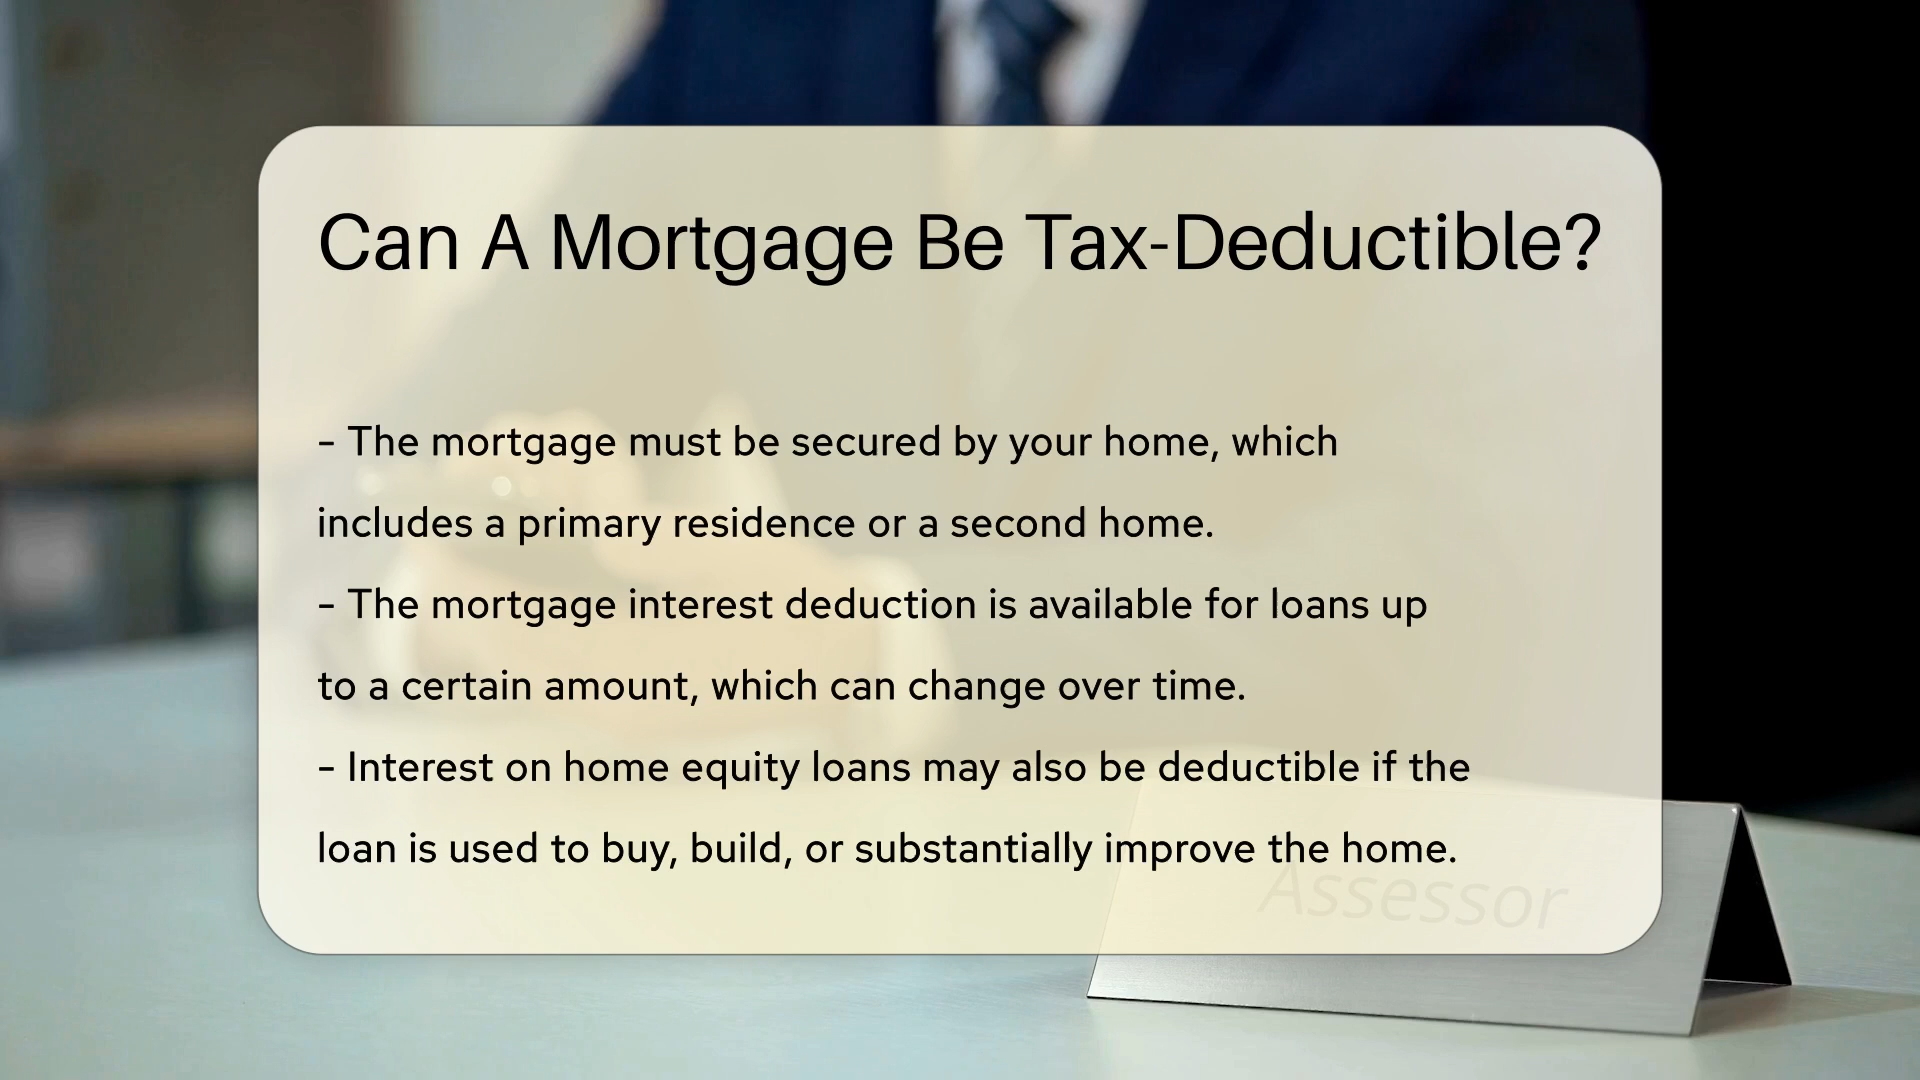 Can A Mortgage Be Tax-Deductible?
– The mortgage must be secured by your home, which
includes a primary residence or a second home.
– The mortgage interest deduction is available for loans up
to a certain amount, which can change over time.
– Interest on home equity loans may also be deductible if the
loan is used to buy, build, or substantially improve the home.
Assessor